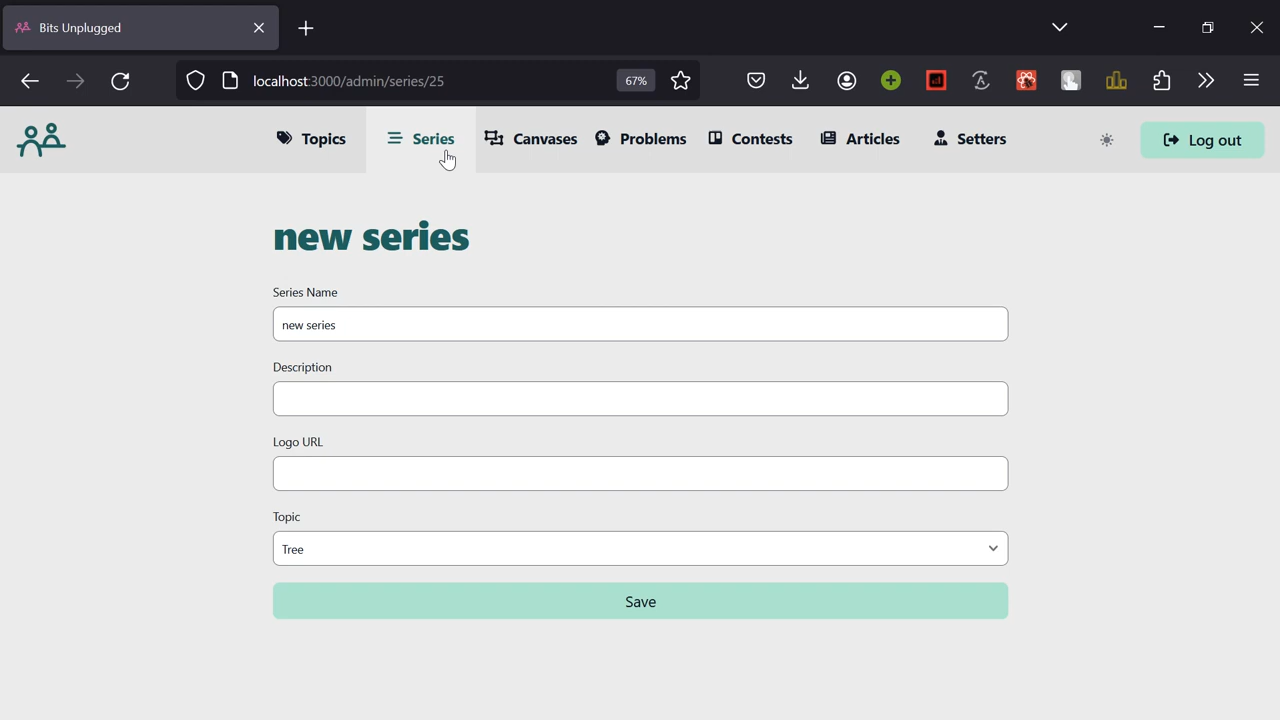 Bits Unplugged
localhost:3000/admin/series/25
67%
Topics
Series
Canvases
Problems
Contests
Articles
Setters
Log out
new series
Series Name
new series
Description
Logo URL
Topic
Tree
Save